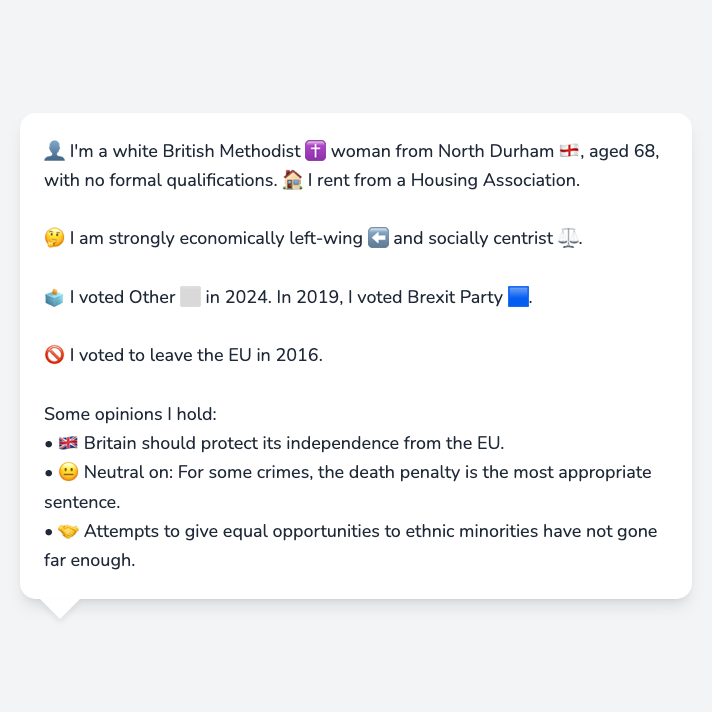 👤 I'm a white British Methodist ✝️ woman from North Durham 🏴󠁧󠁢󠁥󠁮󠁧󠁿, aged 68,
with no formal qualifications. 🏠 I rent from a Housing Association.
🤔 I am strongly economically left-wing ⬅️ and socially centrist ⚖️.
🗳️ I voted Other ⬜ in 2024. In 2019, I voted Brexit Party 🟦.
🚫 I voted to leave the EU in 2016.
Some opinions I hold:
• 🇬🇧 Britain should protect its independence from the EU.
• 😐 Neutral on: For some crimes, the death penalty is the most appropriate
sentence.
• 🤝 Attempts to give equal opportunities to ethnic minorities have not gone
far enough.